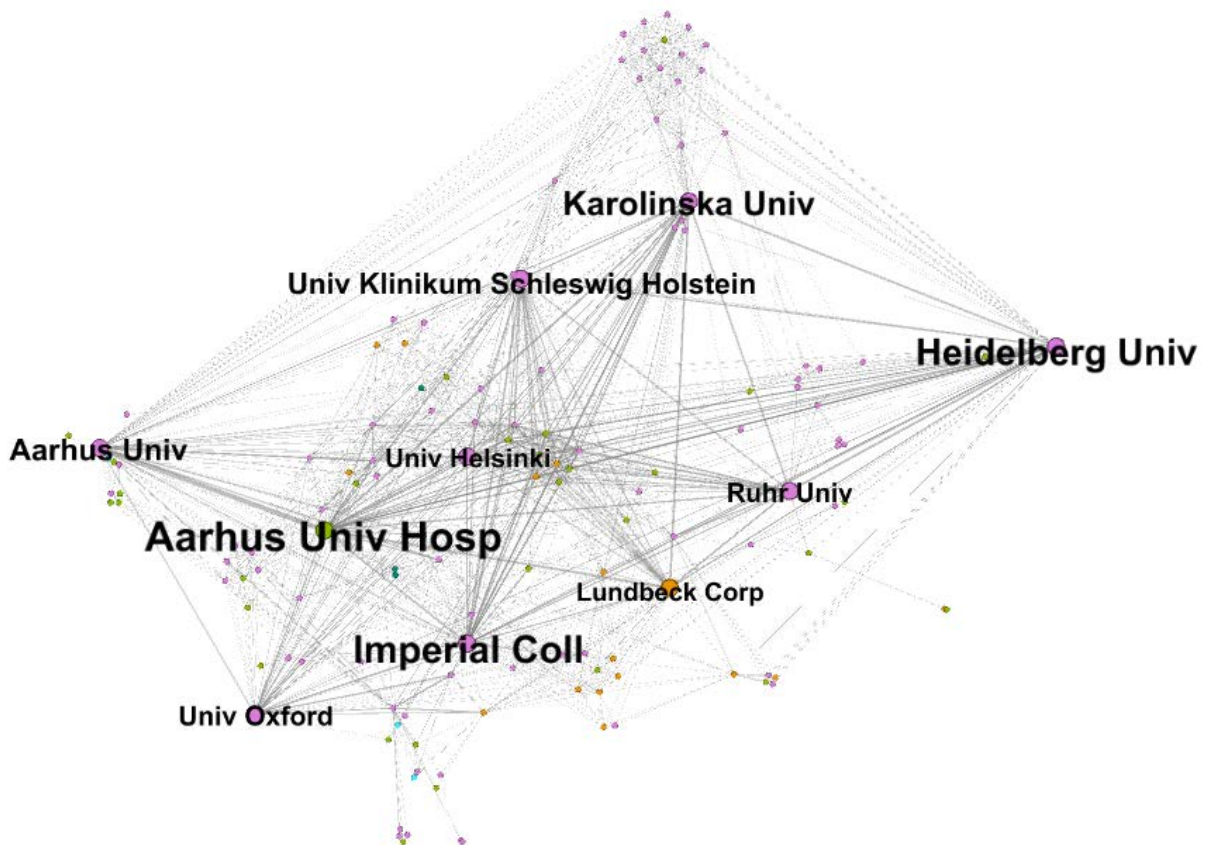 Karolinska Univ
Univ Klinikum Schleswig Holstein
Heidelberg Univ
Aarhus Univ
Univ Helsinki
Ruhr Univ
Aarhus Univ Hosp
Lundbeck Corp
Imperial Coll
Univ Oxford